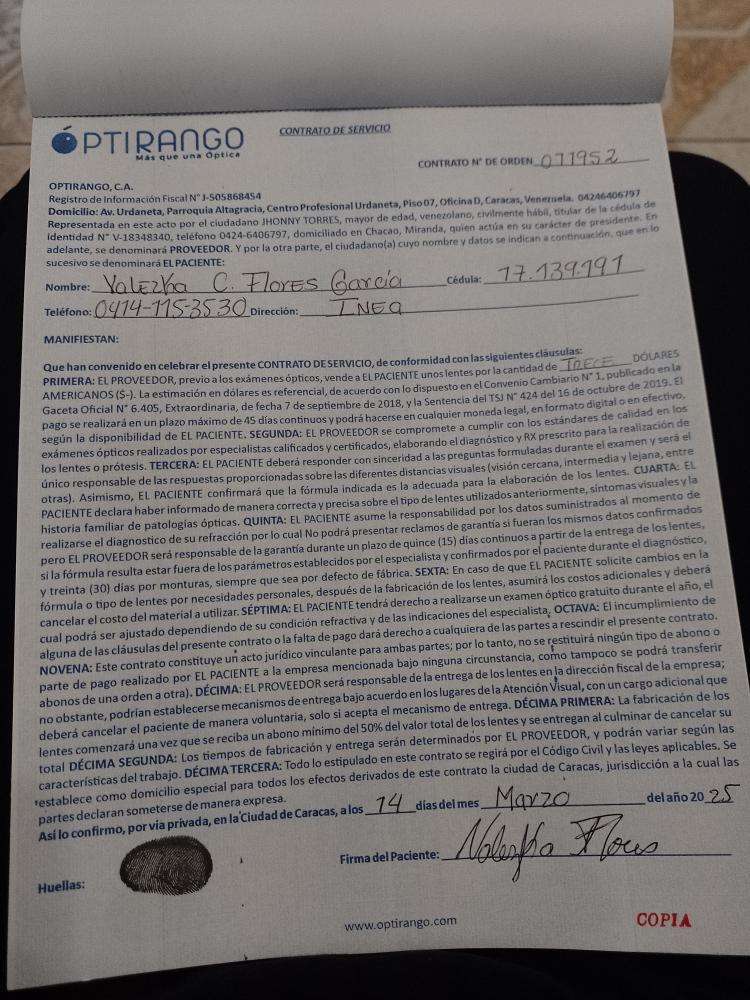 ÓPTIRANGO
Más que una Óptica
CONTRATO DE SERVICIO
CONTRATO N° DE ORDEN 071952
OPTIRANGO, C.A.
Registro de Información Fiscal N° J-505868454
Domicilio: Av. Urdaneta, Parroquia Altagracia, Centro Profesional Urdaneta, Piso 07, Oficina D, Caracas, Venezuela. 04246406797
Representada en este acto por el ciudadano JHONNY TORRES, mayor de edad, venezolano, civilmente hábil, titular de la cédula de
identidad N° V-18348340, teléfono 0424-6406797, domiciliado en Chacao, Miranda, quien actúa en su carácter de presidente. En
adelante, se denominará PROVEEDOR. Y por la otra parte, el ciudadano(a) cuyo nombre y datos se indican a continuación, que en lo
sucesivo se denominará EL PACIENTE:
Nombre: Valezka C. Flores García Cédula: 17.139.191
Teléfono: 0414-115-3530 Dirección: INEA
MANIFIESTAN:
Que han convenido en celebrar el presente CONTRATO DE SERVICIO, de conformidad con las siguientes cláusulas:
PRIMERA: EL PROVEEDOR, previo a los exámenes ópticos, vende a EL PACIENTE unos lentes por la cantidad de TRECE DÓLARES
AMERICANOS ($-). La estimación en dólares es referencial, de acuerdo con lo dispuesto en el Convenio Cambiario N° 1, publicado en la
Gaceta Oficial N° 6.405, Extraordinaria, de fecha 7 de septiembre de 2018, y la Sentencia del TSJ N° 424 del 16 de octubre de 2019. El
pago se realizará en un plazo máximo de 45 días continuos y podrá hacerse en cualquier moneda legal, en formato digital o en efectivo,
según la disponibilidad de EL PACIENTE. SEGUNDA: EL PROVEEDOR se compromete a cumplir con los estándares de calidad en los
exámenes ópticos realizados por especialistas calificados y certificados, elaborando el diagnóstico y RX prescrito para la realización de
los lentes o prótesis. TERCERA: EL PACIENTE deberá responder con sinceridad a las preguntas formuladas durante el examen y será el
único responsable de las respuestas proporcionadas sobre las diferentes distancias visuales (visión cercana, intermedia y lejana, entre
otras). Asimismo, EL PACIENTE confirmará que la fórmula indicada es la adecuada para la elaboración de los lentes. CUARTA: EL
PACIENTE declara haber informado de manera correcta y precisa sobre el tipo de lentes utilizados anteriormente, síntomas visuales y la
historia familiar de patologías ópticas. QUINTA: EL PACIENTE asume la responsabilidad por los datos suministrados al momento de
realizarse el diagnostico de su refracción por lo cual No podrá presentar reclamos de garantía si fueran los mismos datos confirmados
pero EL PROVEEDOR será responsable de la garantía durante un plazo de quince (15) días continuos a partir de la entrega de los lentes,
si la fórmula resulta estar fuera de los parámetros establecidos por el especialista y confirmados por el paciente durante el diagnóstico,
y treinta (30) días por monturas, siempre que sea por defecto de fábrica. SEXTA: En caso de que EL PACIENTE solicite cambios en la
fórmula o tipo de lentes por necesidades personales, después de la fabricación de los lentes, asumirá los costos adicionales y deberá
cancelar el costo del material a utilizar. SÉPTIMA: EL PACIENTE tendrá derecho a realizarse un examen óptico gratuito durante el año, el
cual podrá ser ajustado dependiendo de su condición refractiva y de las indicaciones del especialista. OCTAVA: El incumplimiento de
alguna de las cláusulas del presente contrato o la falta de pago dará derecho a cualquiera de las partes a rescindir el presente contrato.
NOVENA: Este contrato constituye un acto jurídico vinculante para ambas partes; por lo tanto, no se restituirá ningún tipo de abono o
parte de pago realizado por EL PACIENTE a la empresa mencionada bajo ninguna circunstancia, como tampoco se podrá transferir
abonos de una orden a otra). DÉCIMA: EL PROVEEDOR será responsable de la entrega de los lentes en la dirección fiscal de la empresa;
no obstante, podrían establecerse mecanismos de entrega bajo acuerdo en los lugares de la Atención Visual, con un cargo adicional que
deberá cancelar el paciente de manera voluntaria, solo si acepta el mecanismo de entrega. DÉCIMA PRIMERA: La fabricación de los
lentes comenzará una vez que se reciba un abono mínimo del 50% del valor total de los lentes y se entregan al culminar de cancelar su
total DÉCIMA SEGUNDA: Los tiempos de fabricación y entrega serán determinados por EL PROVEEDOR, y podrán variar según las
características del trabajo. DÉCIMA TERCERA: Todo lo estipulado en este contrato se regirá por el Código Civil y las leyes aplicables. Se
establece como domicilio especial para todos los efectos derivados de este contrato la ciudad de Caracas, jurisdicción a la cual las
partes declaran someterse de manera expresa.
Así lo confirmo, por vía privada, en la Ciudad de Caracas, a los 14 días del mes Marzo del año 20 25
Firma del Paciente: Valezka Flores
Huellas:
www.optirango.com
COPIA